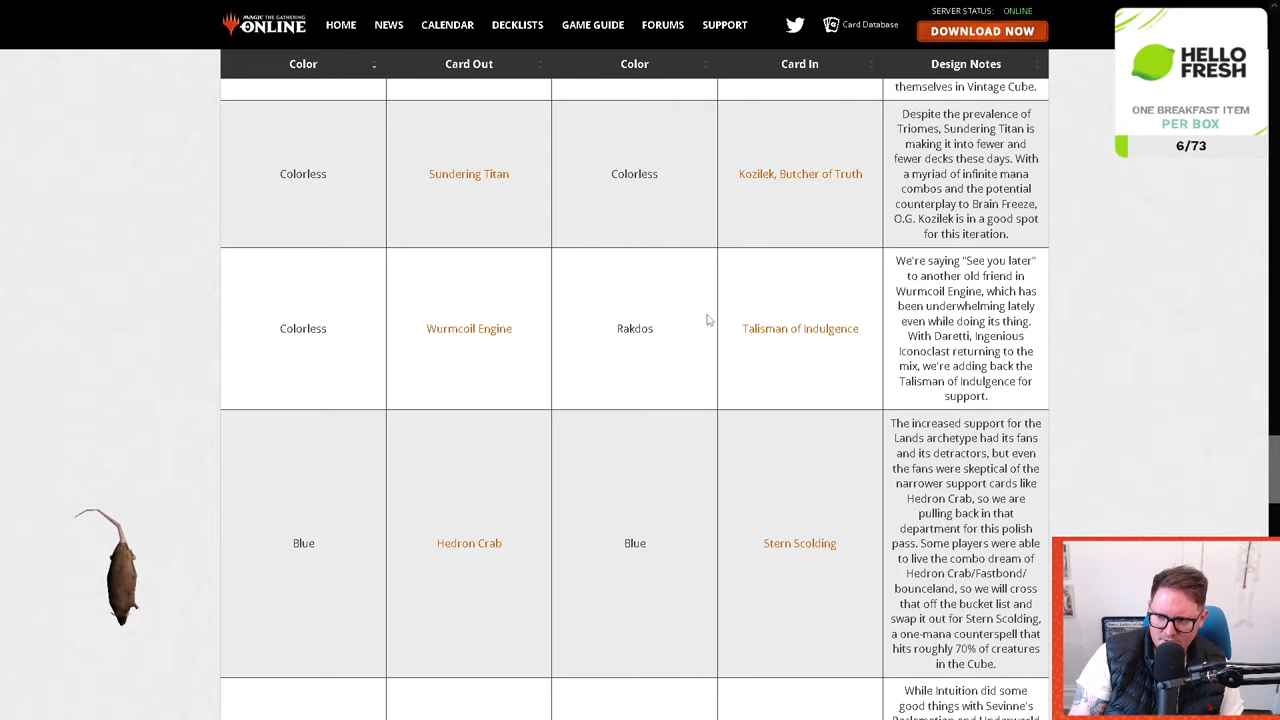 MAGIC THE GATHERING
ONLINE
HOME
NEWS
CALENDAR
DECKLISTS
GAME GUIDE
FORUMS
SUPPORT
Card Database
SERVER STATUS: ONLINE
DOWNLOAD NOW
HELLO
FRESH
ONE BREAKFAST ITEM
PER BOX
6/73
Color
Card Out
Color
Card In
Design Notes
themselves in Vintage Cube.
Colorless
Sundering Titan
Colorless
Kozilek, Butcher of Truth
Despite the prevalence of
Triomes, Sundering Titan is
making it into fewer and
fewer decks these days. With
a myriad of infinite mana
combos and the potential
counterplay to Brain Freeze,
O.G. Kozilek is in a good spot
for this iteration.
Colorless
Wurmcoil Engine
Rakdos
Talisman of Indulgence
We're saying "See you later"
to another old friend in
Wurmcoil Engine, which has
been underwhelming lately
even while doing its thing.
With Daretti, Ingenious
Iconoclast returning to the
mix, we're adding back the
Talisman of Indulgence for
support.
Blue
Hedron Crab
Blue
Stern Scolding
The increased support for the
Lands archetype had its fans
and its detractors, but even
the fans were skeptical of the
narrower support cards like
Hedron Crab, so we are
pulling back in that
department for this polish
pass. Some players were able
to live the combo dream of
Hedron Crab/Fastbond/
bounceland, so we will cross
that off the bucket list and
swap it out for Stern Scolding,
a one-mana counterspell that
hits roughly 70% of creatures
in the Cube.
While Intuition did some
good things with Sevinne's
Reclamation and Underworld